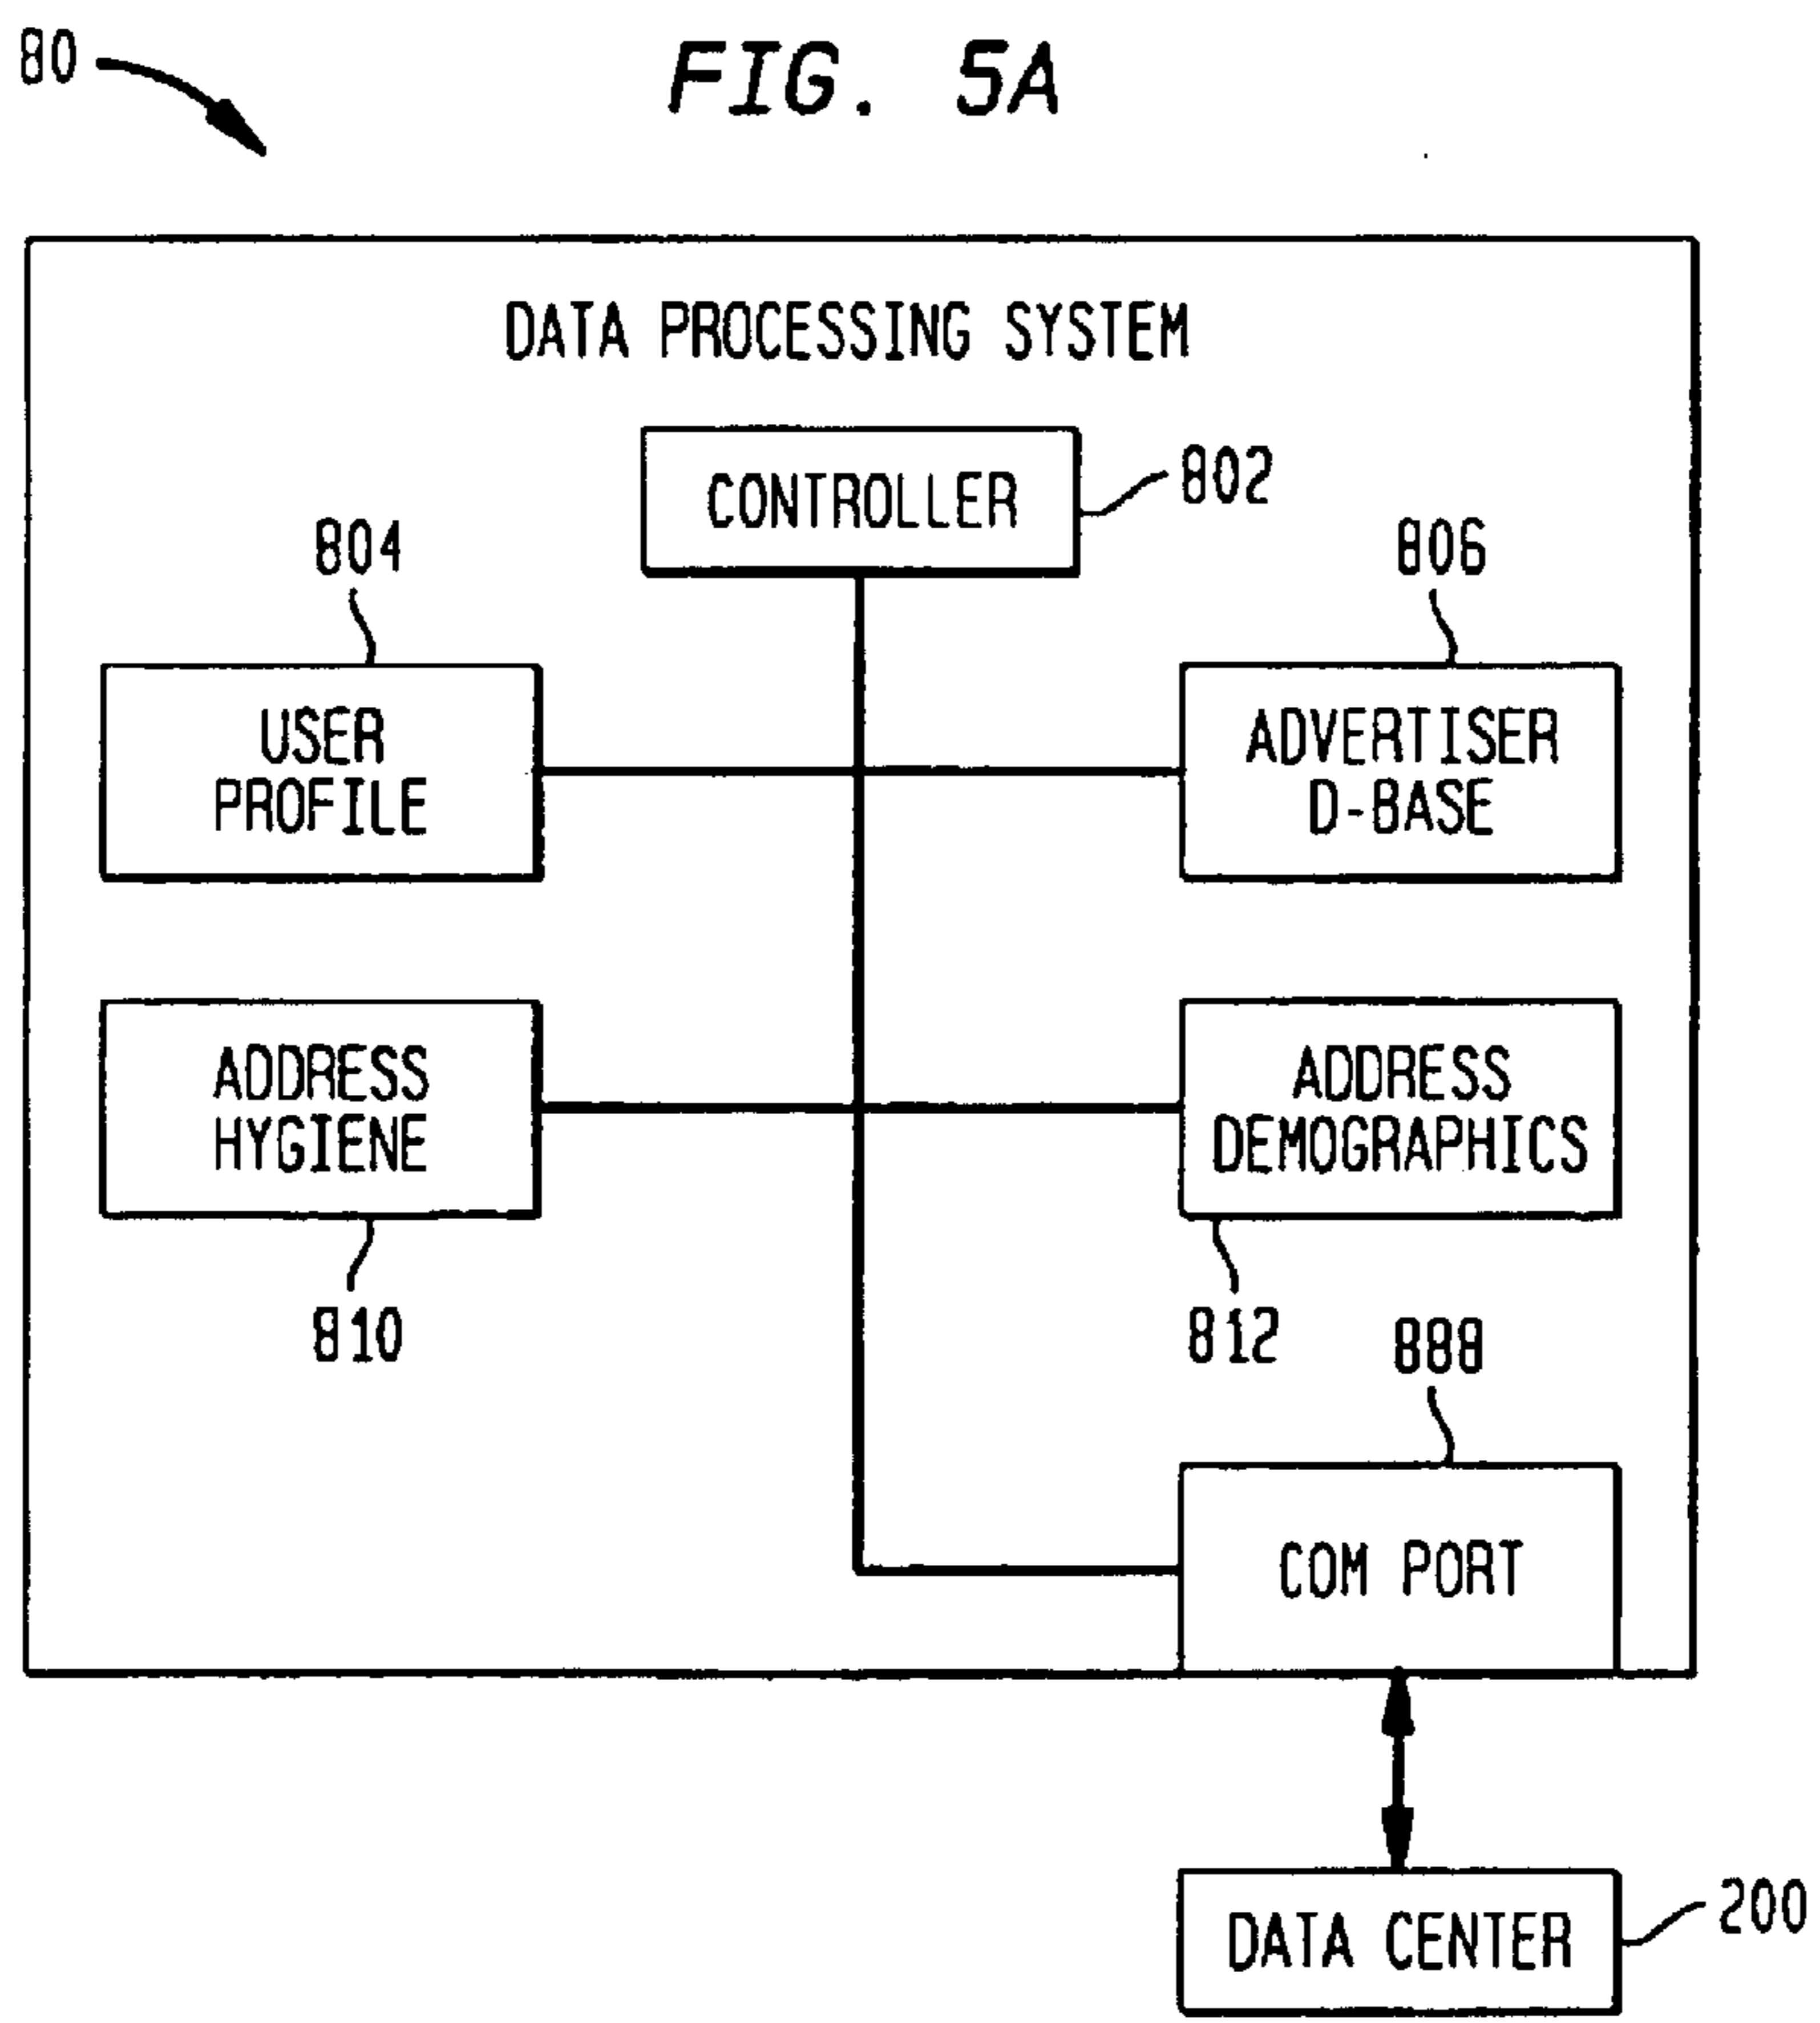 80
FIG. 5A
DATA PROCESSING SYSTEM
CONTROLLER
802
804
806
USER
PROFILE
ADVERTISER
D-BASE
ADDRESS
HYGIENE
ADDRESS
DEMOGRAPHICS
810
812
888
COM PORT
DATA CENTER
200